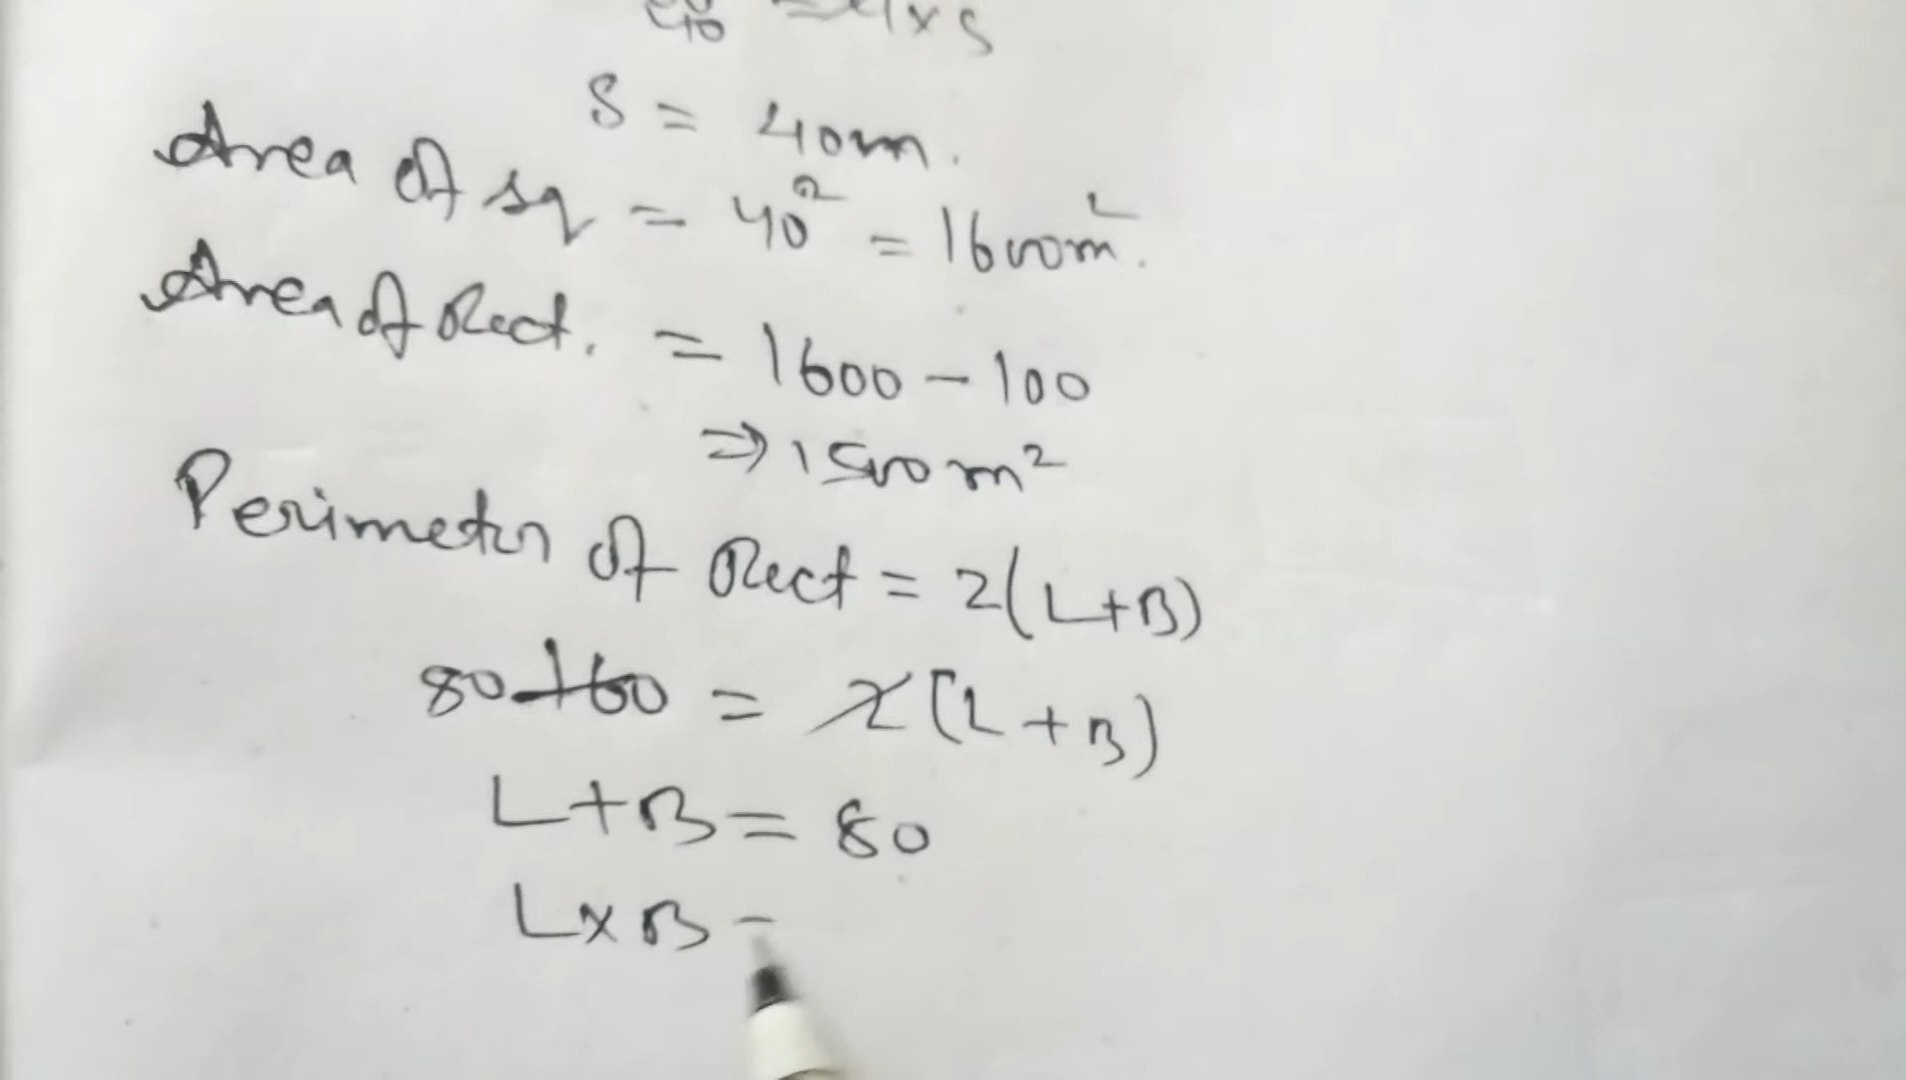 = 4×S
S = 40m.
Area of sq = 40² = 1600m².
Area of Rect. = 1600 - 100
⇒ 1500 m²
Perimeter of Rect = 2(L+B)
80 160 = 2(L+B)
L+B = 80
L×B -